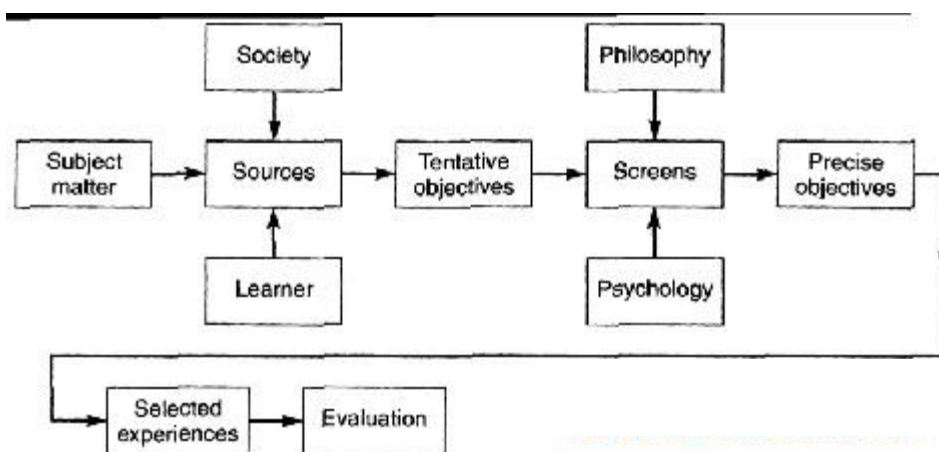 Society
Philosophy
Subject
matter
Sources
Tentative
objectives
Screens
Precise
objectives
Learner
Psychology
Selected
experiences
Evaluation